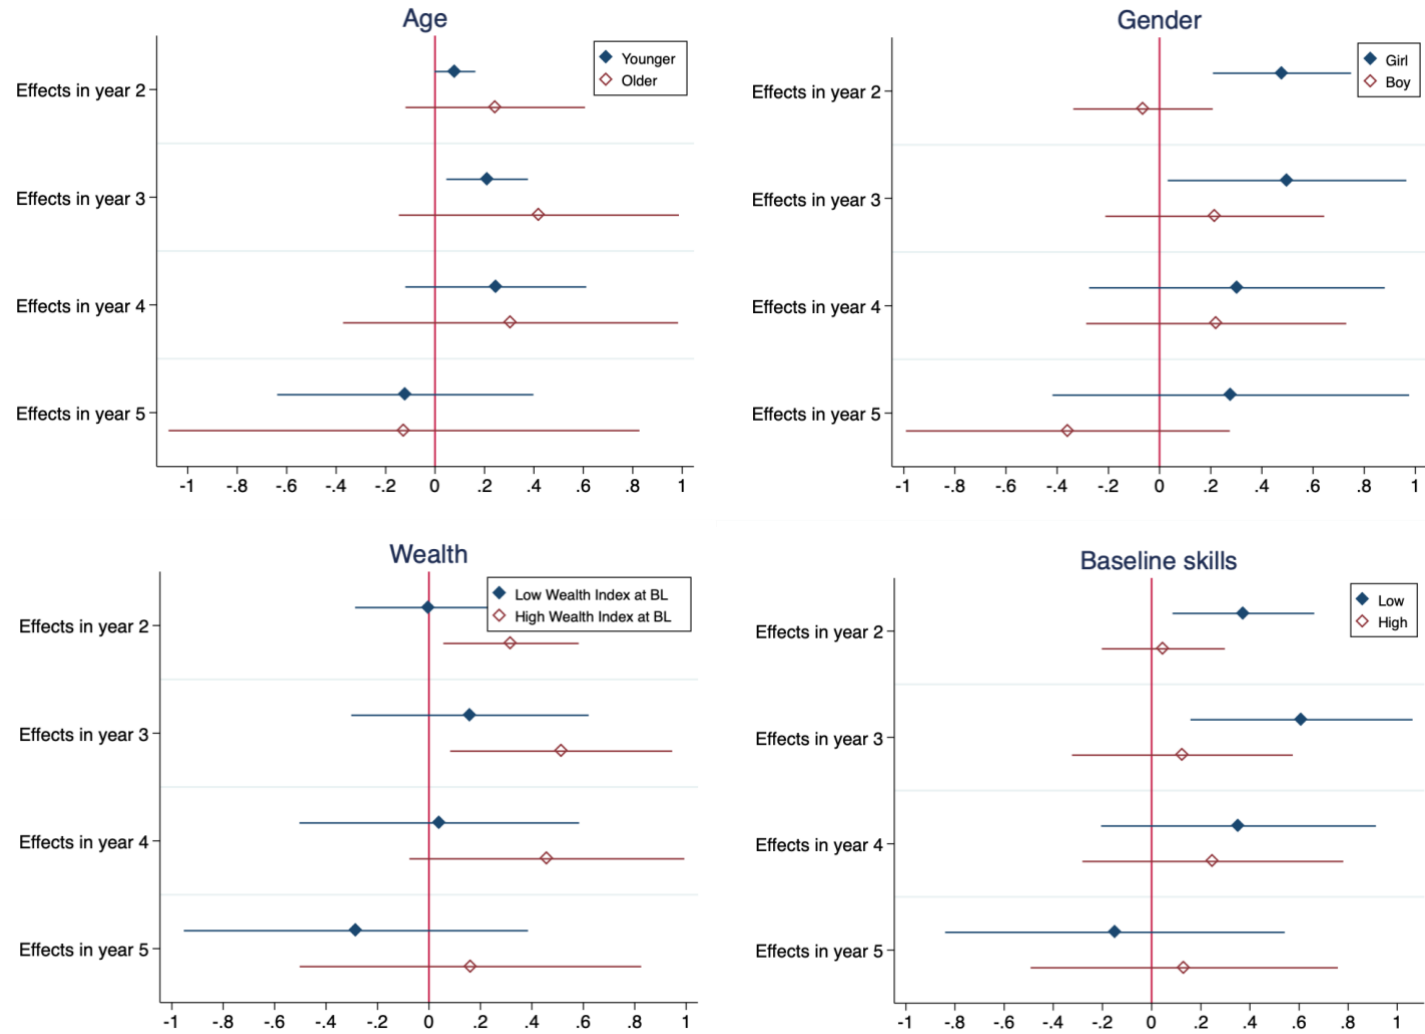 Age
Younger
Older
Effects in year 2
Effects in year 3
Effects in year 4
Effects in year 5
-1 -.8 -.6 -.4 -.2 0 .2 .4 .6 .8 1
Gender
Girl
Boy
Effects in year 2
Effects in year 3
Effects in year 4
Effects in year 5
-1 -.8 -.6 -.4 -.2 0 .2 .4 .6 .8 1
Wealth
Low Wealth Index at BL
High Wealth Index at BL
Effects in year 2
Effects in year 3
Effects in year 4
Effects in year 5
-1 -.8 -.6 -.4 -.2 0 .2 .4 .6 .8 1
Baseline skills
Low
High
Effects in year 2
Effects in year 3
Effects in year 4
Effects in year 5
-1 -.8 -.6 -.4 -.2 0 .2 .4 .6 .8 1